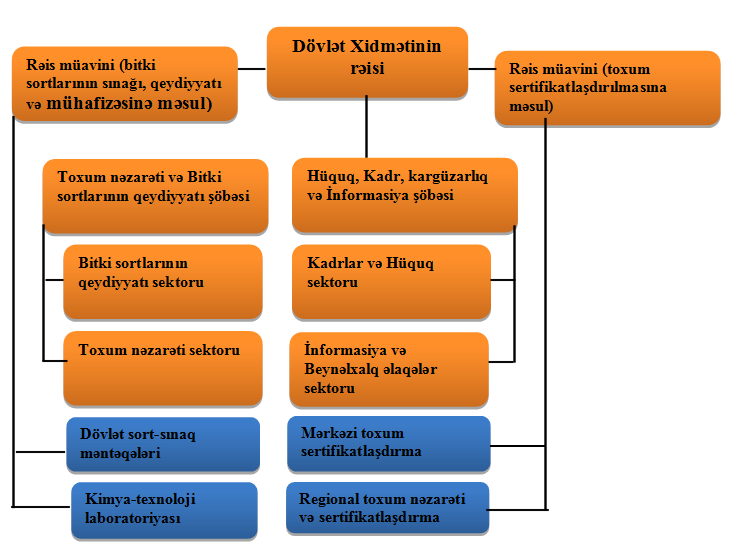 Dövlət Xidmətinin
rəisi
Rəis müavini (bitki
sortlarının sınağı, qeydiyyatı
və mühafizəsinə məsul)
Rəis müavini (toxum
sertifikatlaşdırılmasına
məsul)
Toxum nəzarəti və Bitki
sortlarının qeydiyyatı şöbəsi
Hüquq, Kadr, kargüzarlıq
və İnformasiya şöbəsi
Bitki sortlarının
qeydiyyatı sektoru
Kadrlar və Hüquq
sektoru
Toxum nəzarəti sektoru
İnformasiya və
Beynəlxalq əlaqələr
sektoru
Dövlət sort-sınaq
məntəqələri
Mərkəzi toxum
sertifikatlaşdırma
Kimya-texnoloji
laboratoriyası
Regional toxum nəzarəti
və sertifikatlaşdırma